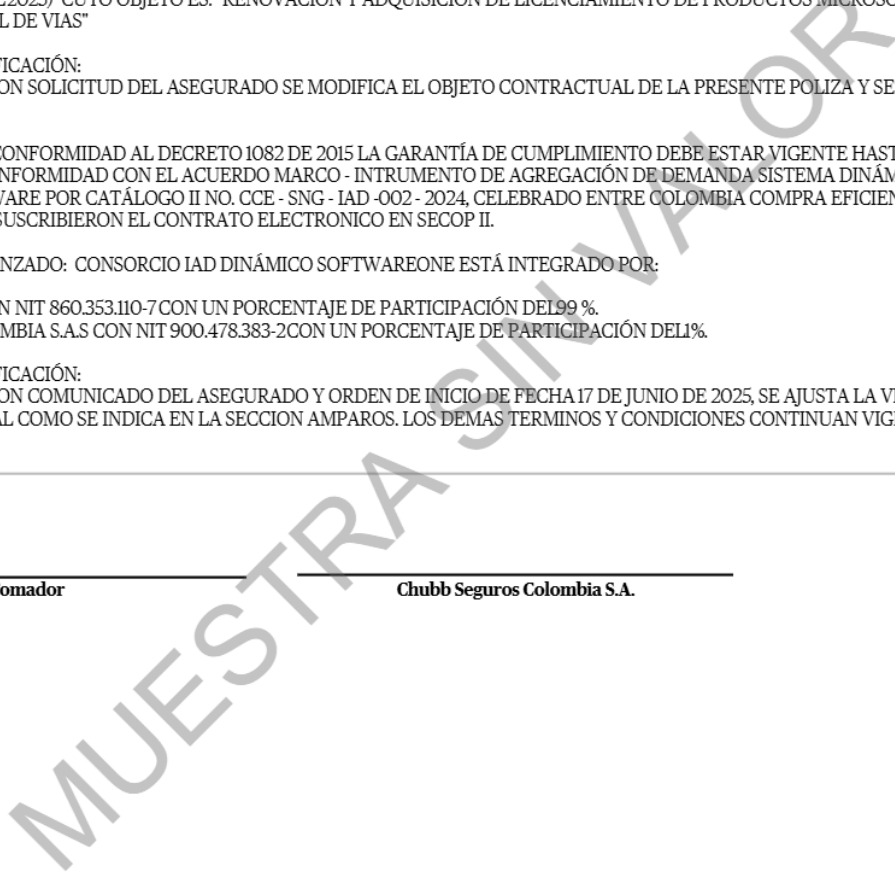 2025) CUYO OBJETO ES: "RENOVACION Y ADQUISICION DE LICENCIAMIENTO DE PRODUCTOS MICROSO
L DE VIAS"
FICACIÓN:
ON SOLICITUD DEL ASEGURADO SE MODIFICA EL OBJETO CONTRACTUAL DE LA PRESENTE POLIZA Y SE
CONFORMIDAD AL DECRETO 1082 DE 2015 LA GARANTÍA DE CUMPLIMIENTO DEBE ESTAR VIGENTE HAST
NFORMIDAD CON EL ACUERDO MARCO - INTRUMENTO DE AGREGACIÓN DE DEMANDA SISTEMA DINÁM
WARE POR CATÁLOGO II NO. CCE - SNG - IAD -002 - 2024, CELEBRADO ENTRE COLOMBIA COMPRA EFICIEN
SUSCRIBIERON EL CONTRATO ELECTRONICO EN SECOP II.
NZADO: CONSORCIO IAD DINÁMICO SOFTWAREONE ESTÁ INTEGRADO POR:
N NIT 860.353.110-7 CON UN PORCENTAJE DE PARTICIPACIÓN DEL99 %.
MBIA S.A.S CON NIT 900.478.383-2CON UN PORCENTAJE DE PARTICIPACIÓN DEL1%.
FICACIÓN:
ON COMUNICADO DEL ASEGURADO Y ORDEN DE INICIO DE FECHA 17 DE JUNIO DE 2025, SE AJUSTA LA VI
AL COMO SE INDICA EN LA SECCION AMPAROS. LOS DEMAS TERMINOS Y CONDICIONES CONTINUAN VIG
omador
Chubb Seguros Colombia S.A.
MUESTRA SIN VALOR